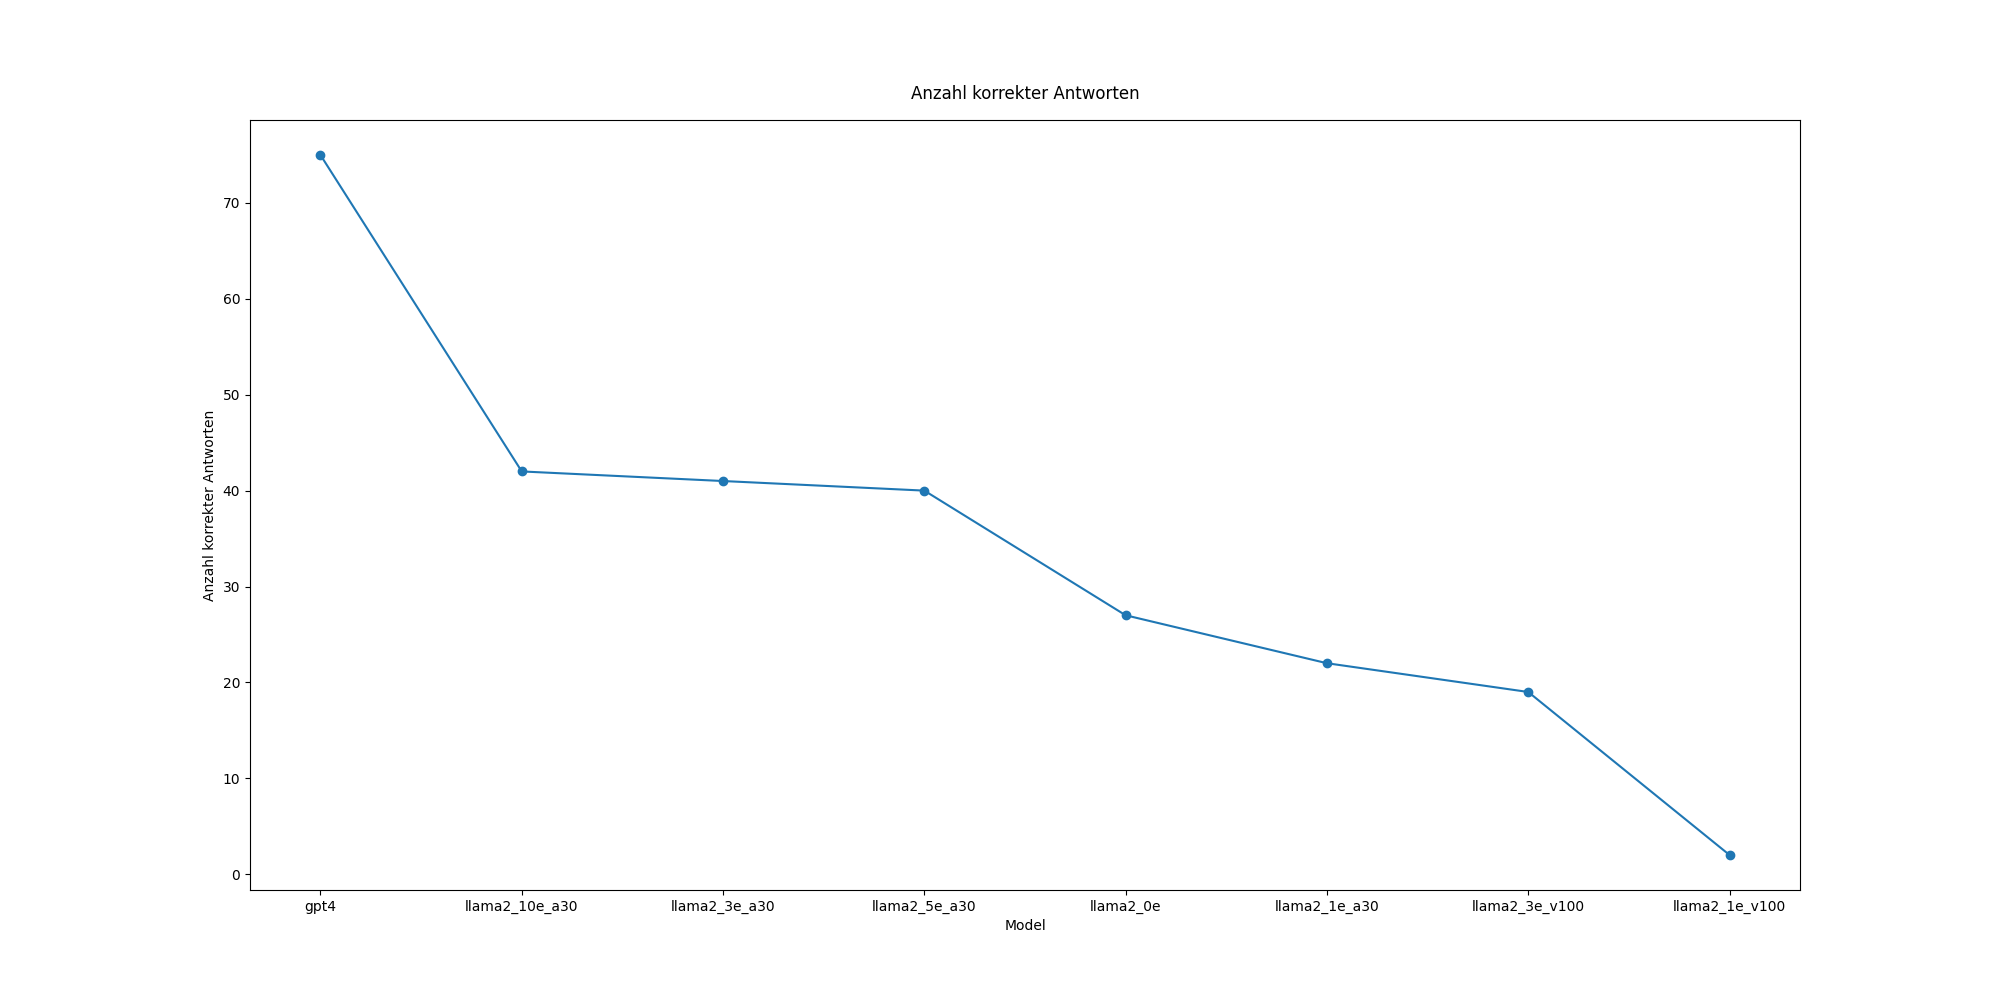 Anzahl korrekter Antworten
Anzahl korrekter Antworten
70
60
50
40
30
20
10
0
gpt4 llama2_10e_a30 llama2_3e_a30 llama2_5e_a30 llama2_0e llama2_1e_a30 llama2_3e_v100 llama2_1e_v100
Model